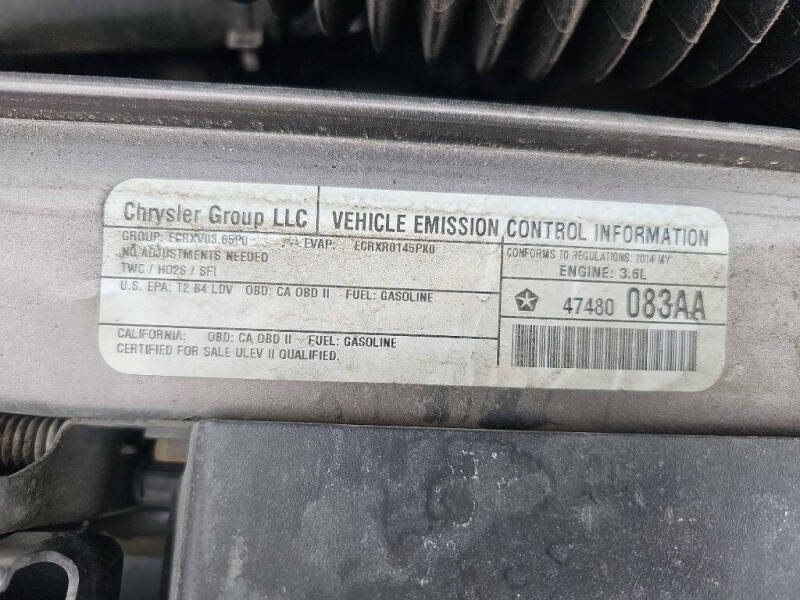 Chrysler Group LLC
VEHICLE EMISSION CONTROL INFORMATION
GROUP: ECRXV03.65P0 EVAP: ECRXR0145PK0
NO ADJUSTMENTS NEEDED
TWC / HO2S / SFI
CONFORMS TO REGULATIONS: 2014 MY
ENGINE: 3.6L
U.S. EPA: T2 B4 LDV OBD: CA OBD II FUEL: GASOLINE
47480 083AA
CALIFORNIA: OBD: CA OBD II FUEL: GASOLINE
CERTIFIED FOR SALE ULEV II QUALIFIED.